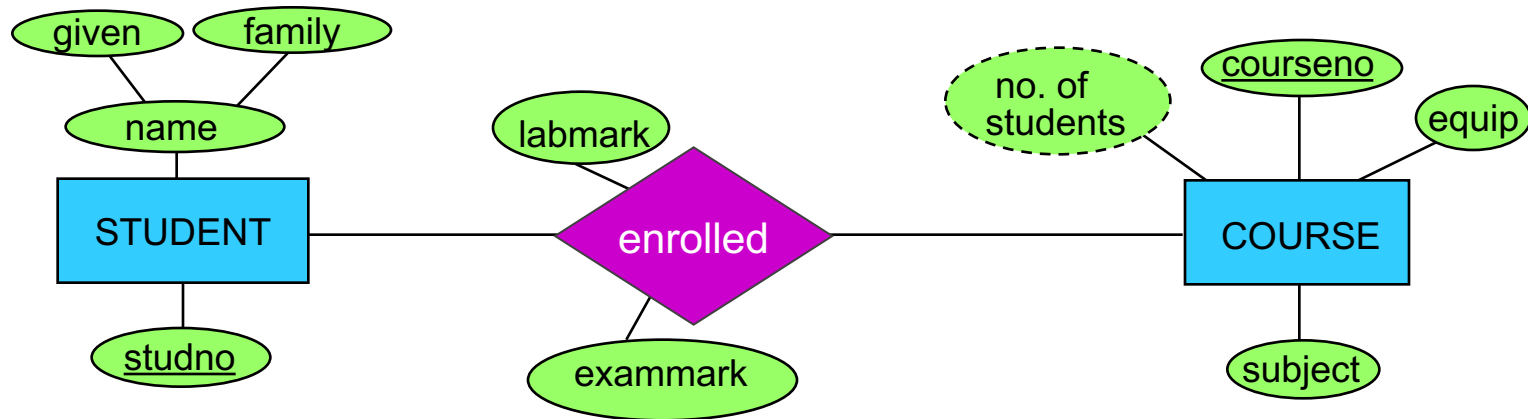 given
family
name
STUDENT
studno
labmark
enrolled
exammark
no. of
students
courseno
equip
COURSE
subject